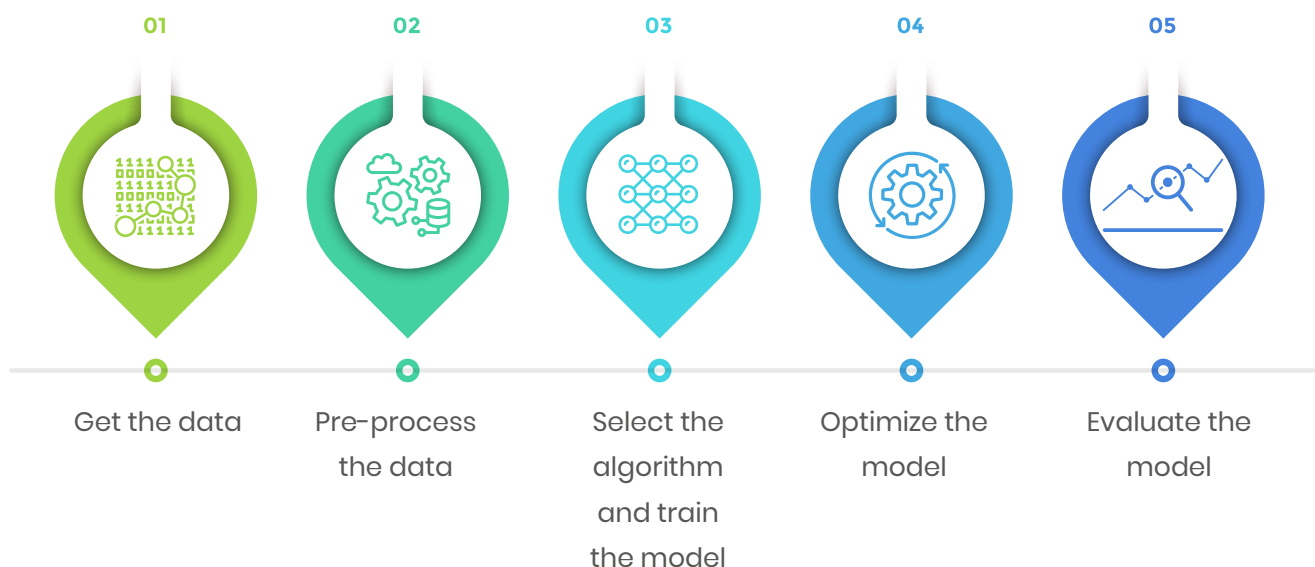 01
02
03
04
05
Get the data
Pre-process
the data
Select the
algorithm
and train
the model
Optimize the
model
Evaluate the
model